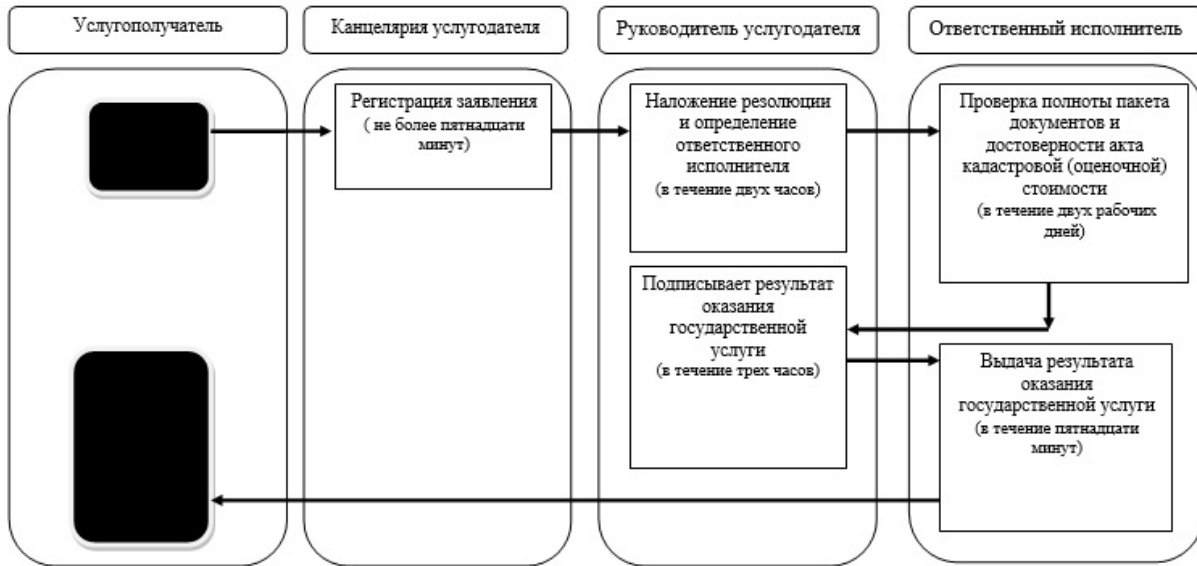 Услугополучатель
Канцелярия услугодателя
Руководитель услугодателя
Ответственный исполнитель
Регистрация заявления
( не более пятнадцати
минут)
Наложение резолюции
и определение
ответственного
исполнителя
(в течение двух часов)
Проверка полноты пакета
документов и
достоверности акта
кадастровой (оценочной)
стоимости
(в течение двух рабочих
дней)
Подписывает результат
оказания
государственной
услуги
(в течение трех часов)
Выдача результата
оказания
государственной услуги
(в течение пятнадцати
минут)